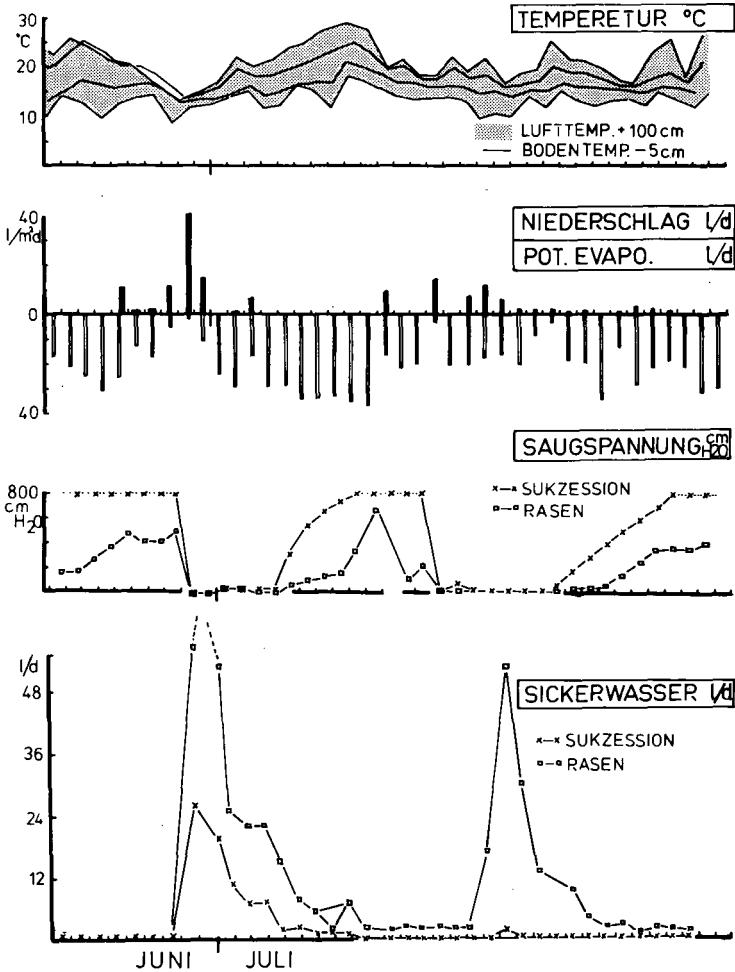 TEMPERETUR °C
30
°C
20
10
LUFTTEMP. + 100 cm
BODENTEMP. – 5 c.m
NIEDERSCHLAG l/d
POT. EVAPO. l/d
40
l/m²d
0
40
SAUGSPANNUNG cm H2O
800
cm
H2O
x–x SUKZESSION
RASEN
SICKERWASSER l/d
l/d
48
36
24
12
x–x SUKZESSION
RASEN
JUNI JULI